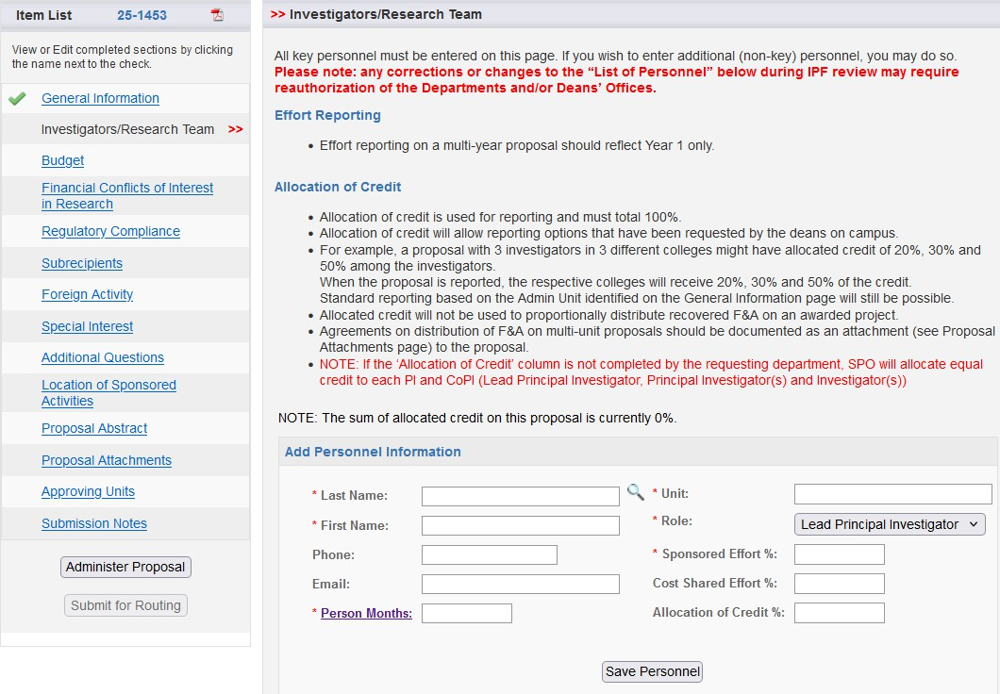 Item List 25-1453
View or Edit completed sections by clicking
the name next to the check.
General Information
Investigators/Research Team >>
Budget
Financial Conflicts of Interest
in Research
Regulatory Compliance
Subrecipients
Foreign Activity
Special Interest
Additional Questions
Location of Sponsored
Activities
Proposal Abstract
Proposal Attachments
Approving Units
Submission Notes
Administer Proposal
Submit for Routing
>> Investigators/Research Team
All key personnel must be entered on this page. If you wish to enter additional (non-key) personnel, you may do so.
Please note: any corrections or changes to the “List of Personnel” below during IPF review may require
reauthorization of the Departments and/or Deans’ Offices.
Effort Reporting
• Effort reporting on a multi-year proposal should reflect Year 1 only.
Allocation of Credit
• Allocation of credit is used for reporting and must total 100%.
• Allocation of credit will allow reporting options that have been requested by the deans on campus.
• For example, a proposal with 3 investigators in 3 different colleges might have allocated credit of 20%, 30% and
50% among the investigators.
When the proposal is reported, the respective colleges will receive 20%, 30% and 50% of the credit.
Standard reporting based on the Admin Unit identified on the General Information page will still be possible.
• Allocated credit will not be used to proportionally distribute recovered F&A on an awarded project.
• Agreements on distribution of F&A on multi-unit proposals should be documented as an attachment (see Proposal
Attachments page) to the proposal.
• NOTE: If the ‘Allocation of Credit’ column is not completed by the requesting department, SPO will allocate equal
credit to each PI and CoPI (Lead Principal Investigator, Principal Investigator(s) and Investigator(s))
NOTE: The sum of allocated credit on this proposal is currently 0%.
Add Personnel Information
* Last Name: * Unit:
* First Name: * Role: Lead Principal Investigator
Phone: * Sponsored Effort %:
Email: Cost Shared Effort %:
* Person Months: Allocation of Credit %:
Save Personnel